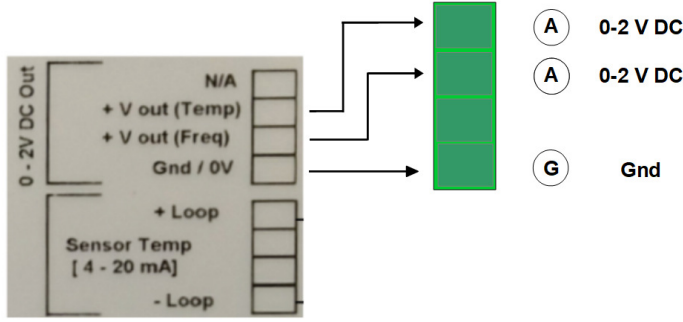 0 - 2V DC Out
N/A
+ V out (Temp)
+ V out (Freq)
Gnd / 0V
+ Loop
Sensor Temp
[ 4 - 20 mA]
- Loop
A 0-2 V DC
A 0-2 V DC
G Gnd